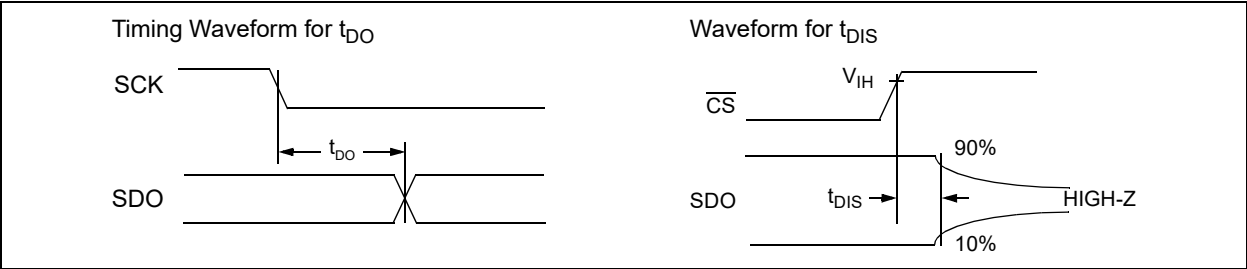 Timing Waveform for tDO
SCK
tDO
SDO
Waveform for tDIS
VIH
CS
90%
SDO
tDIS
HIGH-Z
10%